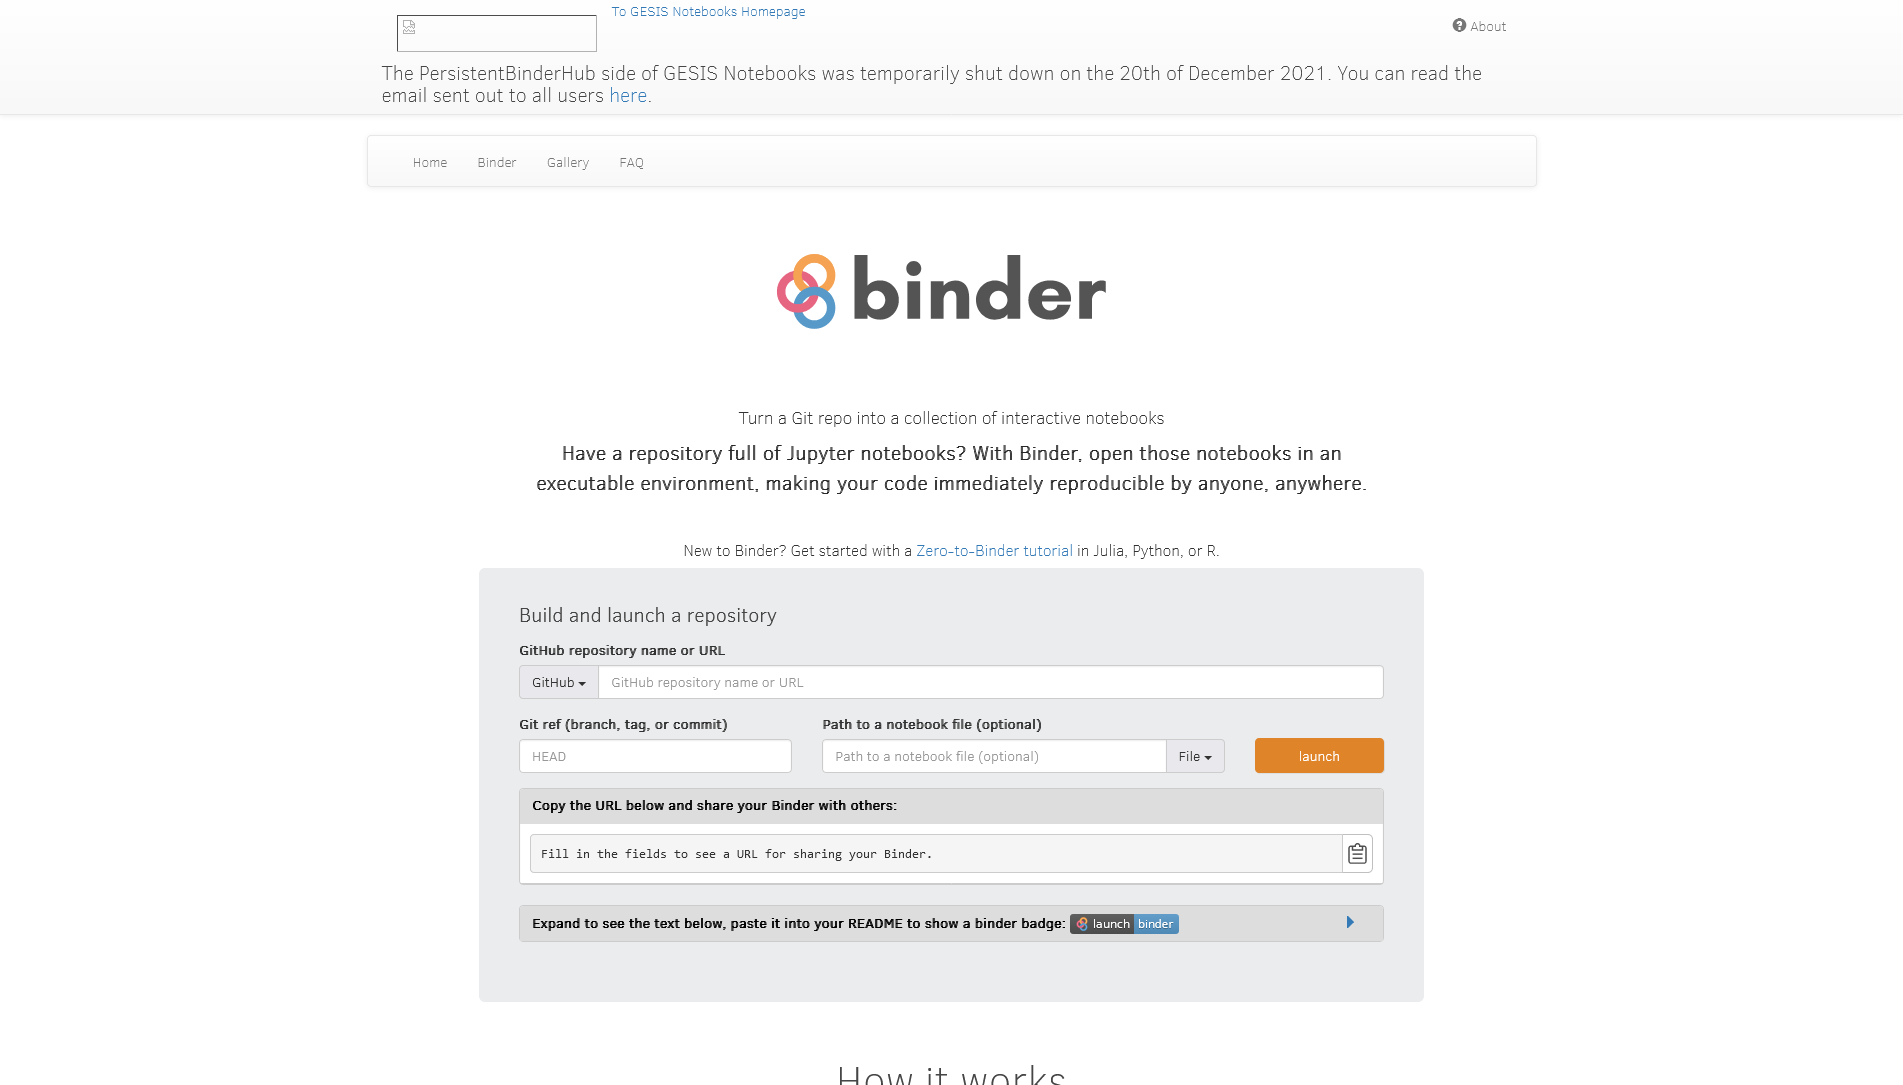 To GESIS Notebooks Homepage
About
The PersistentBinderHub side of GESIS Notebooks was temporarily shut down on the 20th of December 2021. You can read the
email sent out to all users here.
Home Binder Gallery FAQ
binder
Turn a Git repo into a collection of interactive notebooks
Have a repository full of Jupyter notebooks? With Binder, open those notebooks in an
executable environment, making your code immediately reproducible by anyone, anywhere.
New to Binder? Get started with a Zero-to-Binder tutorial in Julia, Python, or R.
Build and launch a repository
GitHub repository name or URL
GitHub GitHub repository name or URL
Git ref (branch, tag, or commit) Path to a notebook file (optional)
HEAD Path to a notebook file (optional) File launch
Copy the URL below and share your Binder with others:
Fill in the fields to see a URL for sharing your Binder.
Expand to see the text below, paste it into your README to show a binder badge: launch binder
How it works